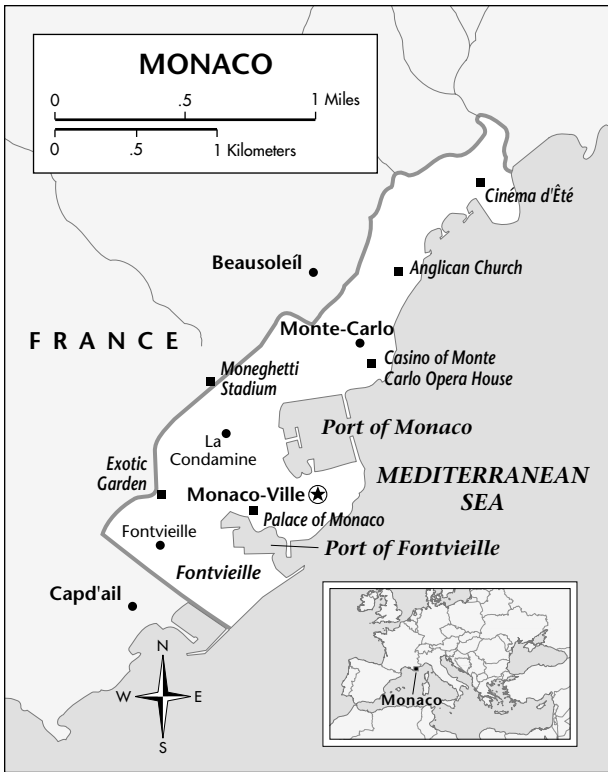 MONACO
0 .5 1 Miles
0 .5 1 Kilometers
Cinéma d'Êté
Beausoleíl
Anglican Church
FRANCE
Monte-Carlo
Casino of Monte
Carlo Opera House
Moneghetti
Stadium
Port of Monaco
La
Condamine
MEDITERRANEAN
SEA
Exotic
Garden
Monaco-Ville
Palace of Monaco
Fontvieille
Port of Fontvieille
Fontvieille
Capd'ail
N
W E
S
Monaco